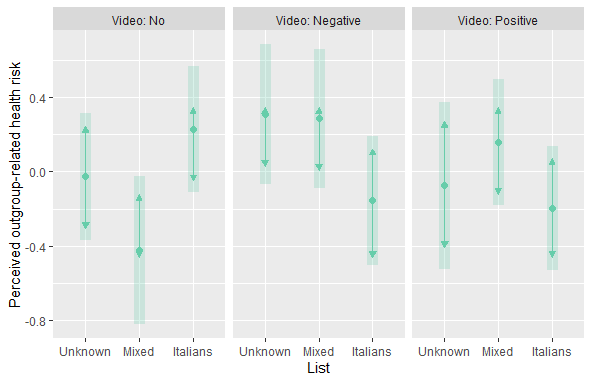 Video: No
Video: Negative
Video: Positive
Perceived outgroup-related health risk
0.4
0.0
-0.4
-0.8
Unknown Mixed Italians
Unknown Mixed Italians
Unknown Mixed Italians
List